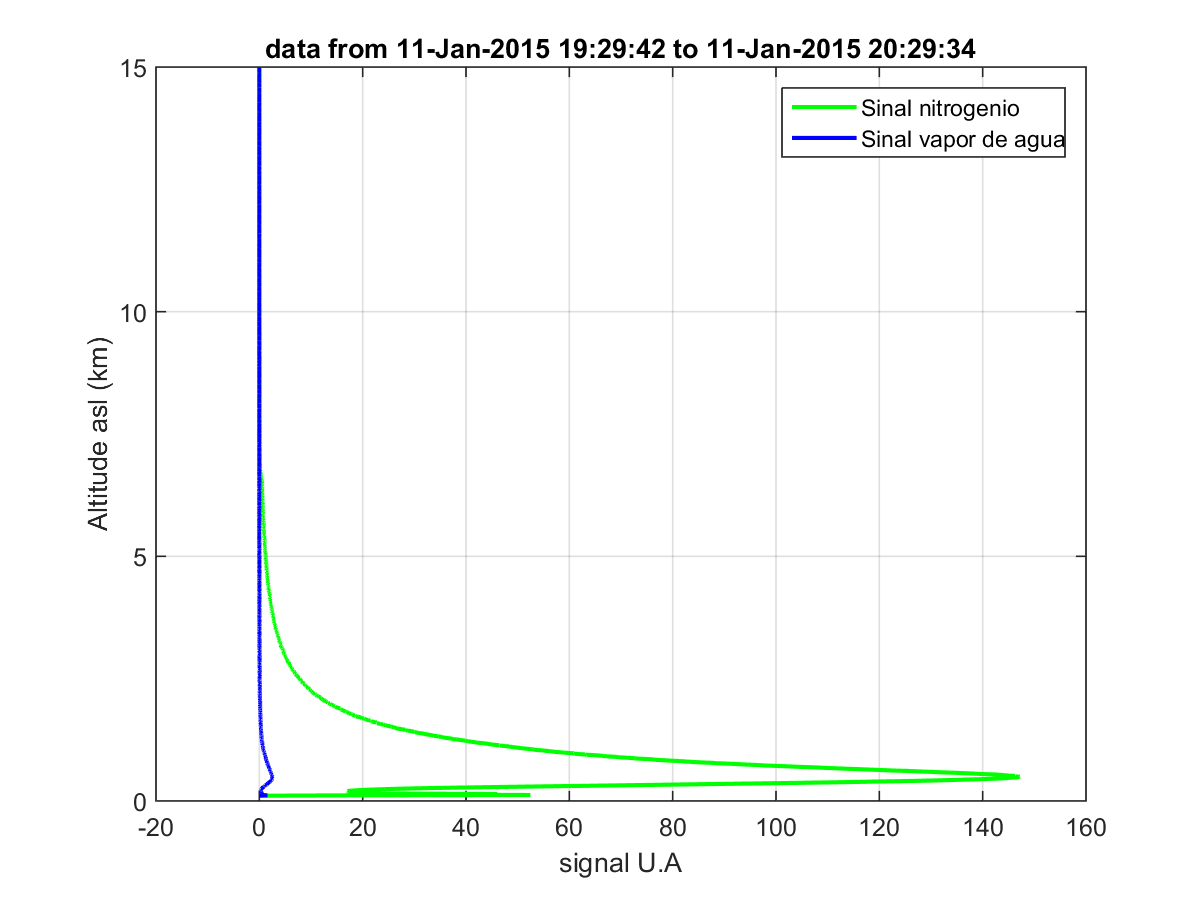 data from 11-Jan-2015 19:29:42 to 11-Jan-2015 20:29:34
Sinal nitrogenio
Sinal vapor de agua
15
10
5
0
Altitude asl (km)
-20 0 20 40 60 80 100 120 140 160
signal U.A